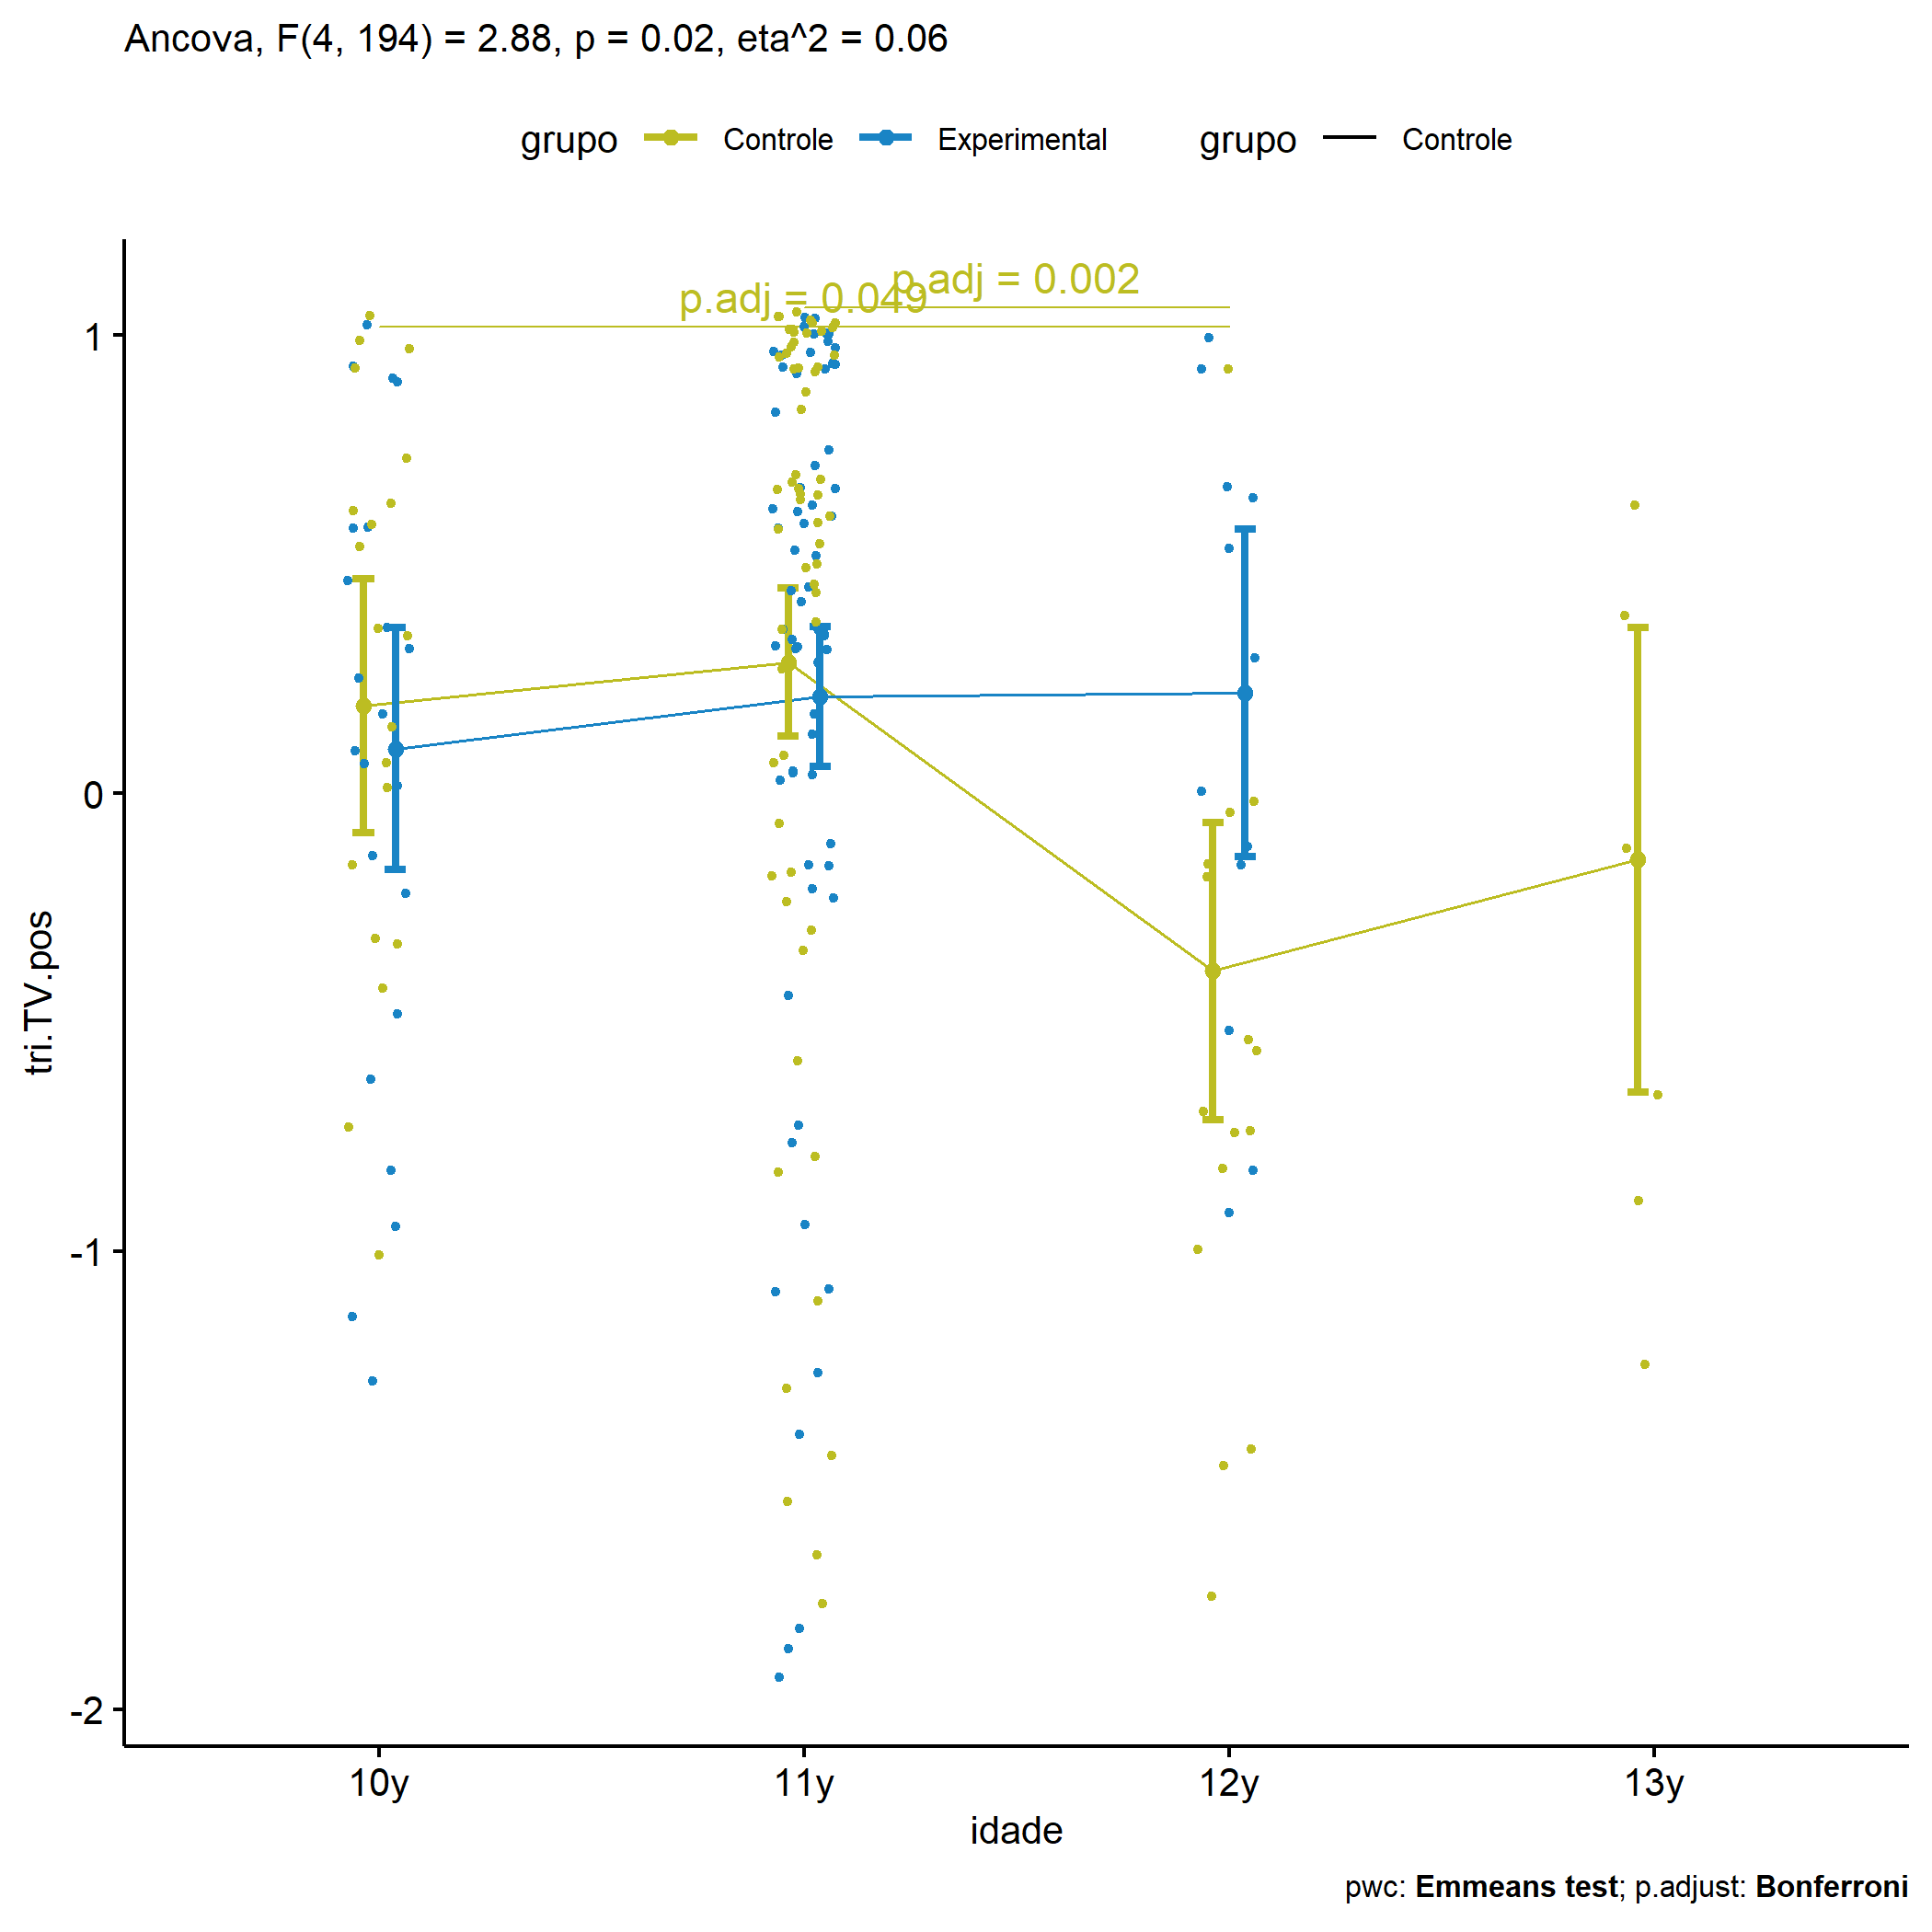 Ancova, F(4, 194) = 2.88, p = 0.02, eta^2 = 0.06
grupo Controle Experimental grupo Controle
p.adj = 0.002
p.adj = 0.049
1
0
-1
-2
tri.TV.pos
10y 11y 12y 13y
idade
pwc: Emmeans test; p.adjust: Bonferroni